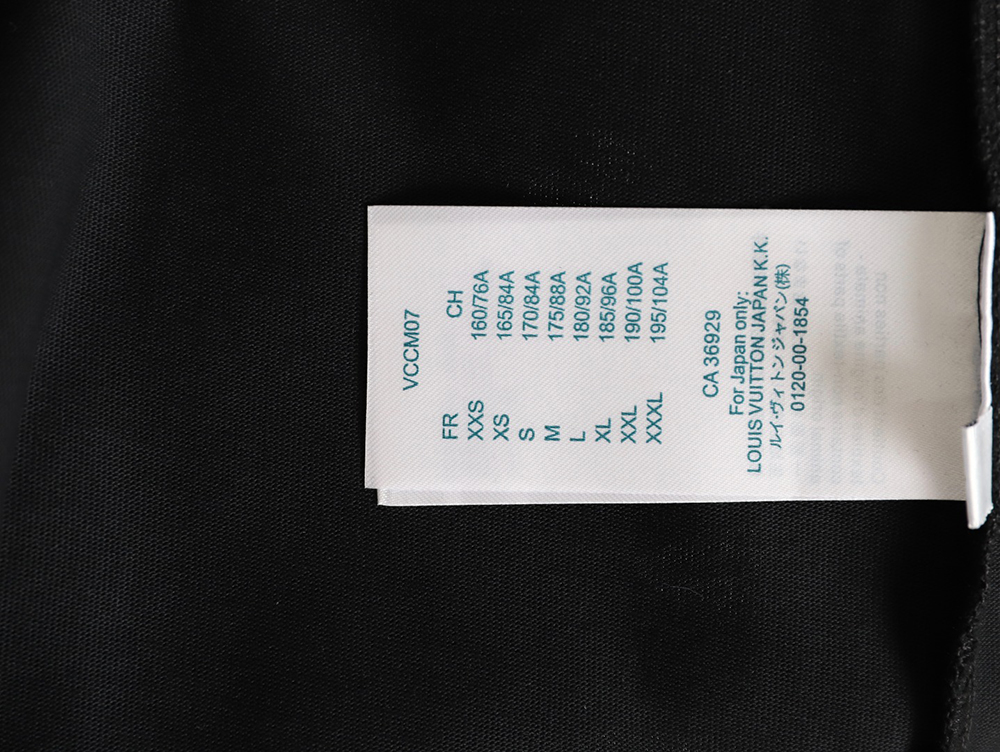 VCCM07
FR CH
XXS 160/76A
XS 165/84A
S 170/84A
M 175/88A
L 180/92A
XL 185/96A
XXL 190/100A
XXXL 195/104A
CA 36929
For Japan only:
LOUIS VUITTON JAPAN K.K.
ルイ·ヴィトン ジャパン(株)
0120-00-1854